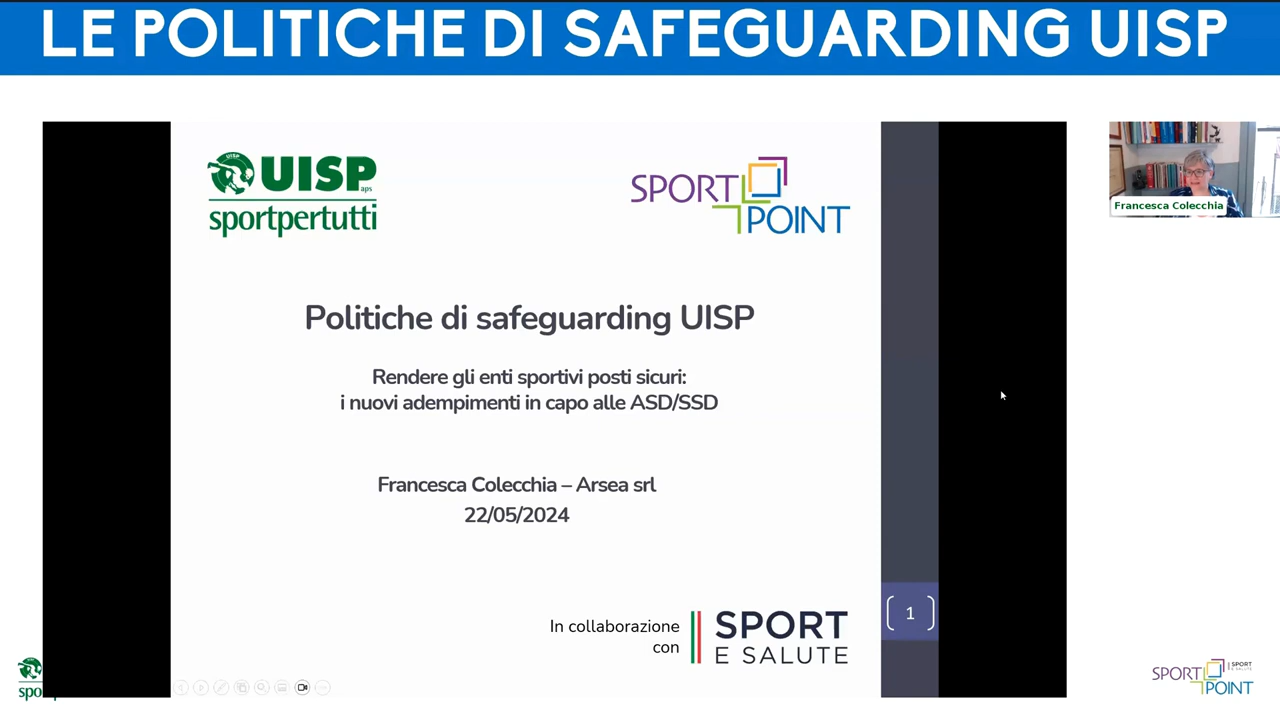 LE POLITICHE DI SAFEGUARDING UISP
UISP
UISP
aps
sportpertutti
SPORT
POINT
Francesca Colecchia
Politiche di safeguarding UISP
Rendere gli enti sportivi posti sicuri:
i nuovi adempimenti in capo alle ASD/SSD
Francesca Colecchia – Arsea srl
22/05/2024
In collaborazione
con
SPORT
E SALUTE
1
spo
SPORT
POINT
SPORT
E SALUTE